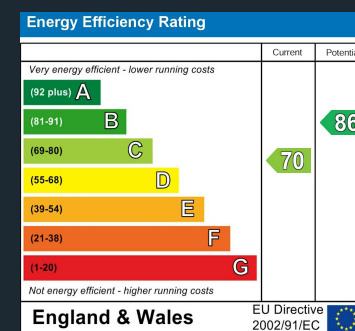 Energy Efficiency Rating
Current Potentia
Very energy efficient - lower running costs
(92 plus) A
(81-91) B
86
(69-80) C
70
(55-68) D
(39-54) E
(21-38) F
(1-20) G
Not energy efficient - higher running costs
England & Wales
EU Directive
2002/91/EC